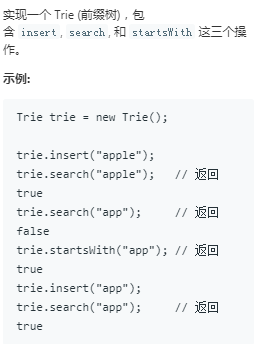 实现一个 Trie (前缀树)，包
含 insert, search, 和 startsWith 这三个操
作。
示例:
Trie trie = new Trie();
trie.insert("apple");
trie.search("apple");   // 返回
true
trie.search("app");     // 返回
false
trie.startsWith("app"); // 返回
true
trie.insert("app");
trie.search("app");     // 返回
true